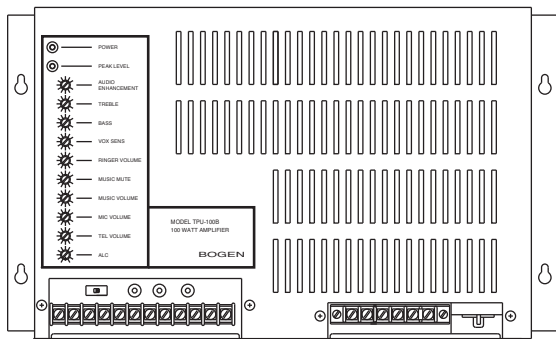 POWER
PEAK LEVEL
AUDIO
ENHANCEMENT
TREBLE
BASS
VOX SENS
RINGER VOLUME
MUSIC MUTE
MUSIC VOLUME
MIC VOLUME
TEL VOLUME
ALC
MODEL TPU-100B
100 WATT AMPLIFIER
BOGEN